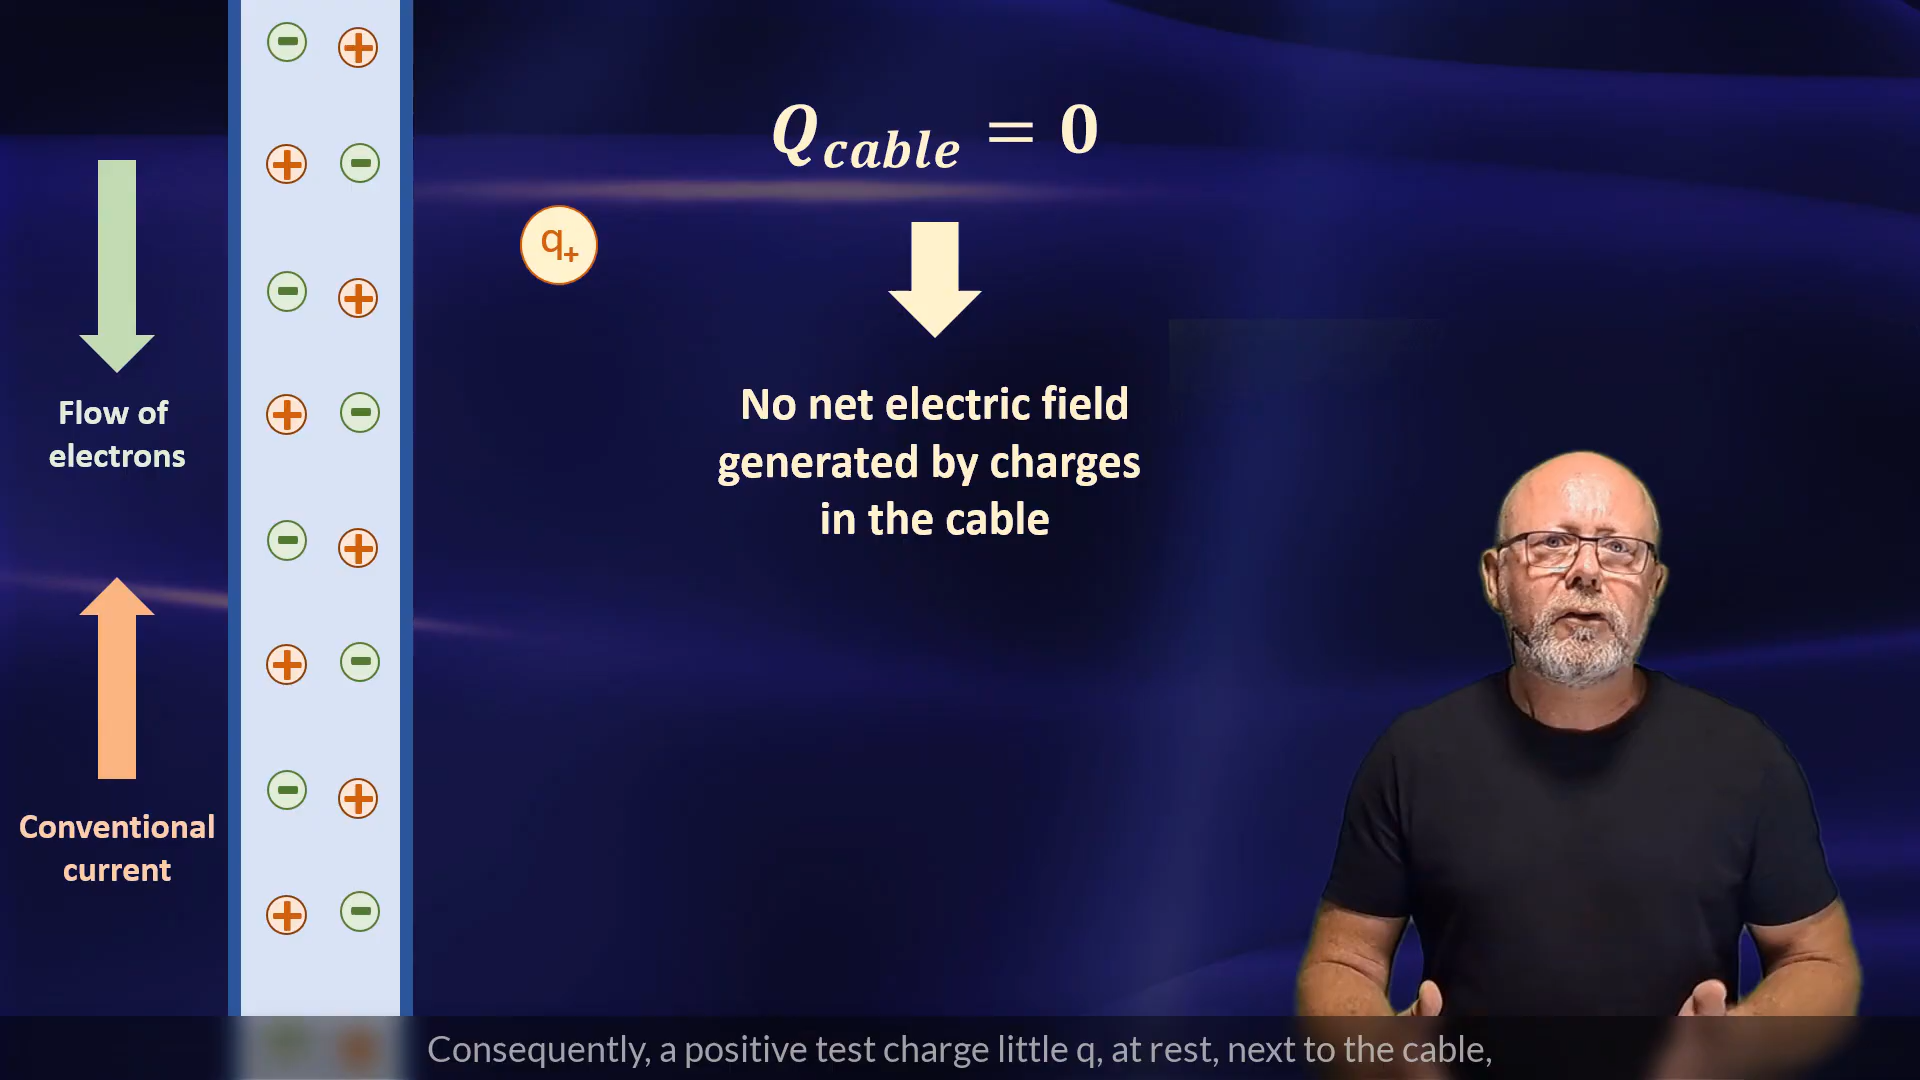 Q_cable = 0
q+
No net electric field
generated by charges
in the cable
Flow of
electrons
Conventional
current
Consequently, a positive test charge little q, at rest, next to the cable,